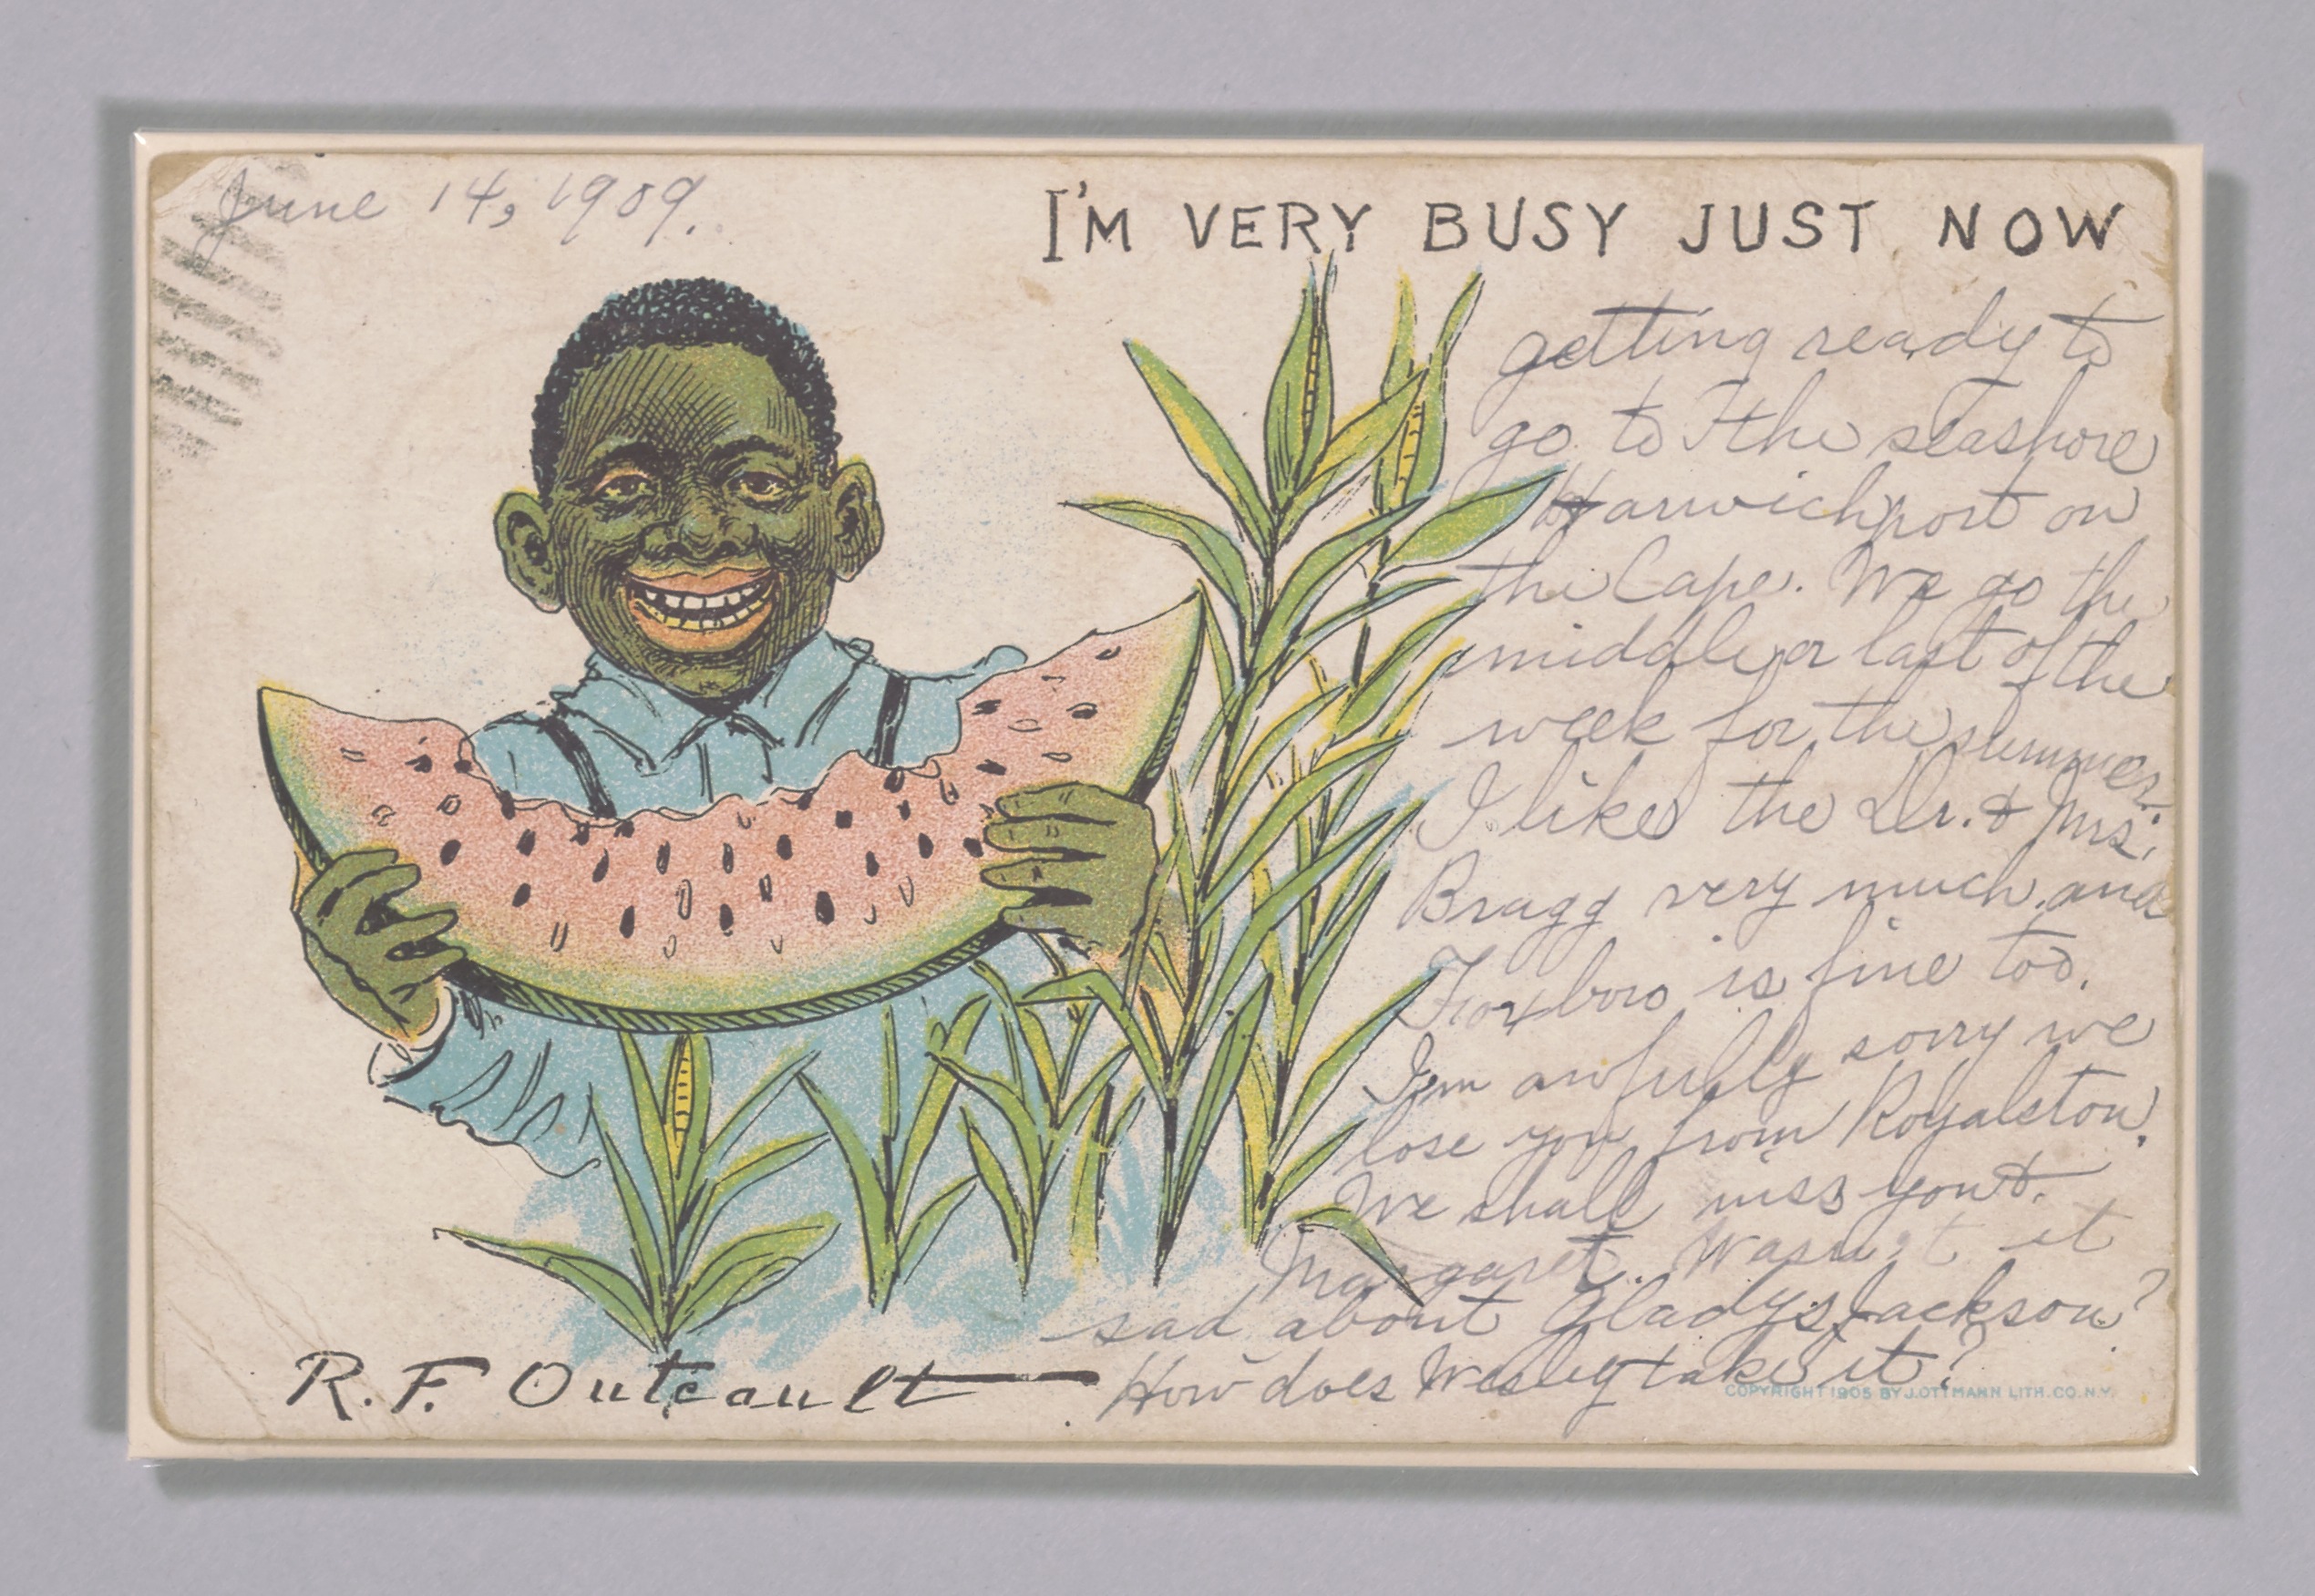 June 14, 1909.
I'M VERY BUSY JUST NOW
getting ready to
go to the seashore
Harwichport on
the Cape. We go the
middle or last of the
week for the summer.
I like the Dr. & Mrs.
Bragg very much and
Foxboro is fine too.
I'm awfully sorry we
lose you from Royalston.
We shall miss you
Margaret. Wasn't it
sad about Gladys Jackson?
How does Wesley take it?
R.F. Outcault
COPYRIGHT 1905 BY J.OTTMANN LITH.CO.N.Y.